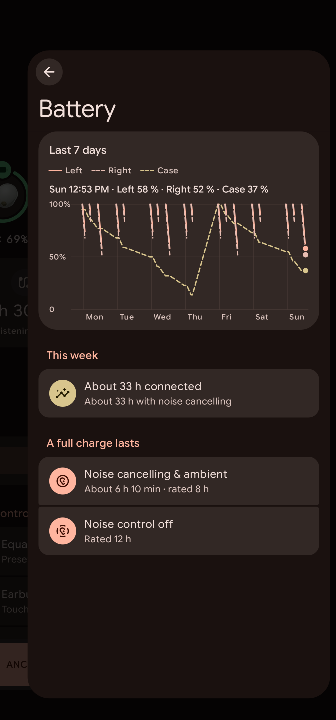 Battery
Last 7 days
Left Right Case
Sun 12:53 PM · Left 58 % · Right 52 % · Case 37 %
100%
50%
0
Mon Tue Wed Thu Fri Sat Sun
This week
About 33 h connected
About 33 h with noise cancelling
A full charge lasts
Noise cancelling & ambient
About 6 h 10 min · rated 8 h
Noise control off
Rated 12 h
69%
ANC